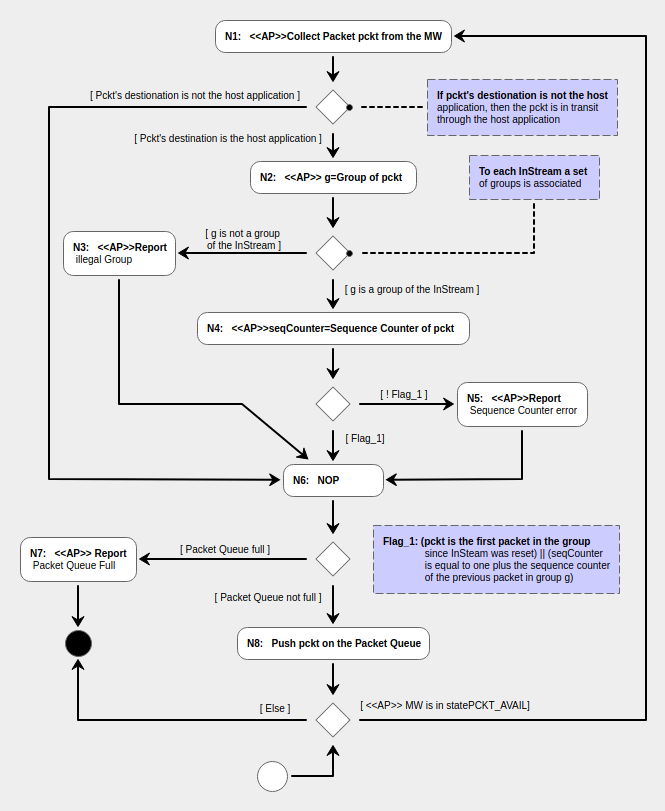 N1: <<AP>>Collect Packet pckt from the MW
[ Pckt's destionation is not the host application ]
If pckt's destionation is not the host
application, then the pckt is in transit
through the host application
[ Pckt's destination is the host application ]
N2: <<AP>> g=Group of pckt
To each InStream a set
of groups is associated
[ g is not a group
of the InStream ]
N3: <<AP>>Report
illegal Group
[ g is a group of the InStream ]
N4: <<AP>>seqCounter=Sequence Counter of pckt
[ ! Flag_1 ]
N5: <<AP>>Report
Sequence Counter error
[ Flag_1]
N6: NOP
Flag_1: (pckt is the first packet in the group
since InSteam was reset) || (seqCounter
is equal to one plus the sequence counter
of the previous packet in group g)
[ Packet Queue full ]
N7: <<AP>> Report
Packet Queue Full
[ Packet Queue not full ]
N8: Push pckt on the Packet Queue
[ Else ]
[ <<AP>> MW is in statePCKT_AVAIL]